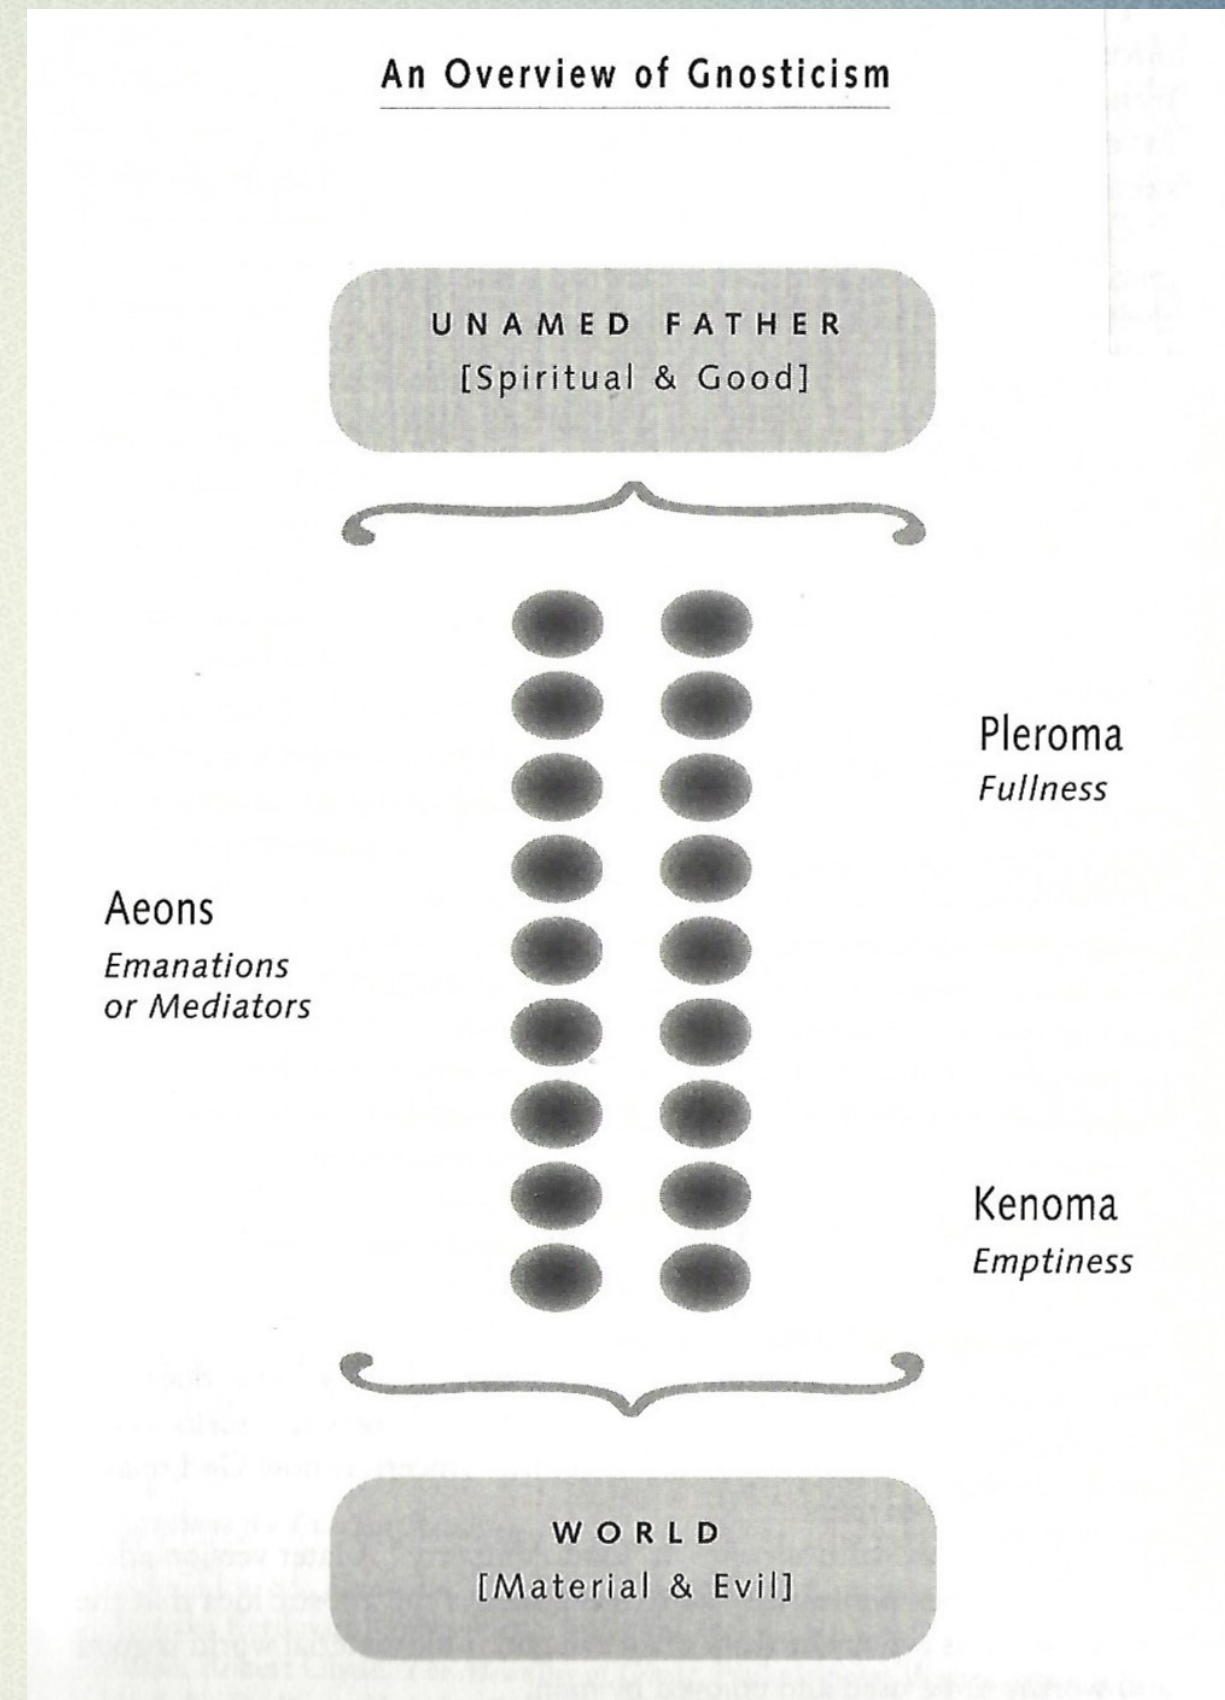 An Overview of Gnosticism
UNAMED FATHER
[Spiritual & Good]
Pleroma
Fullness
Aeons
Emanations
or Mediators
Kenoma
Emptiness
WORLD
[Material & Evil]